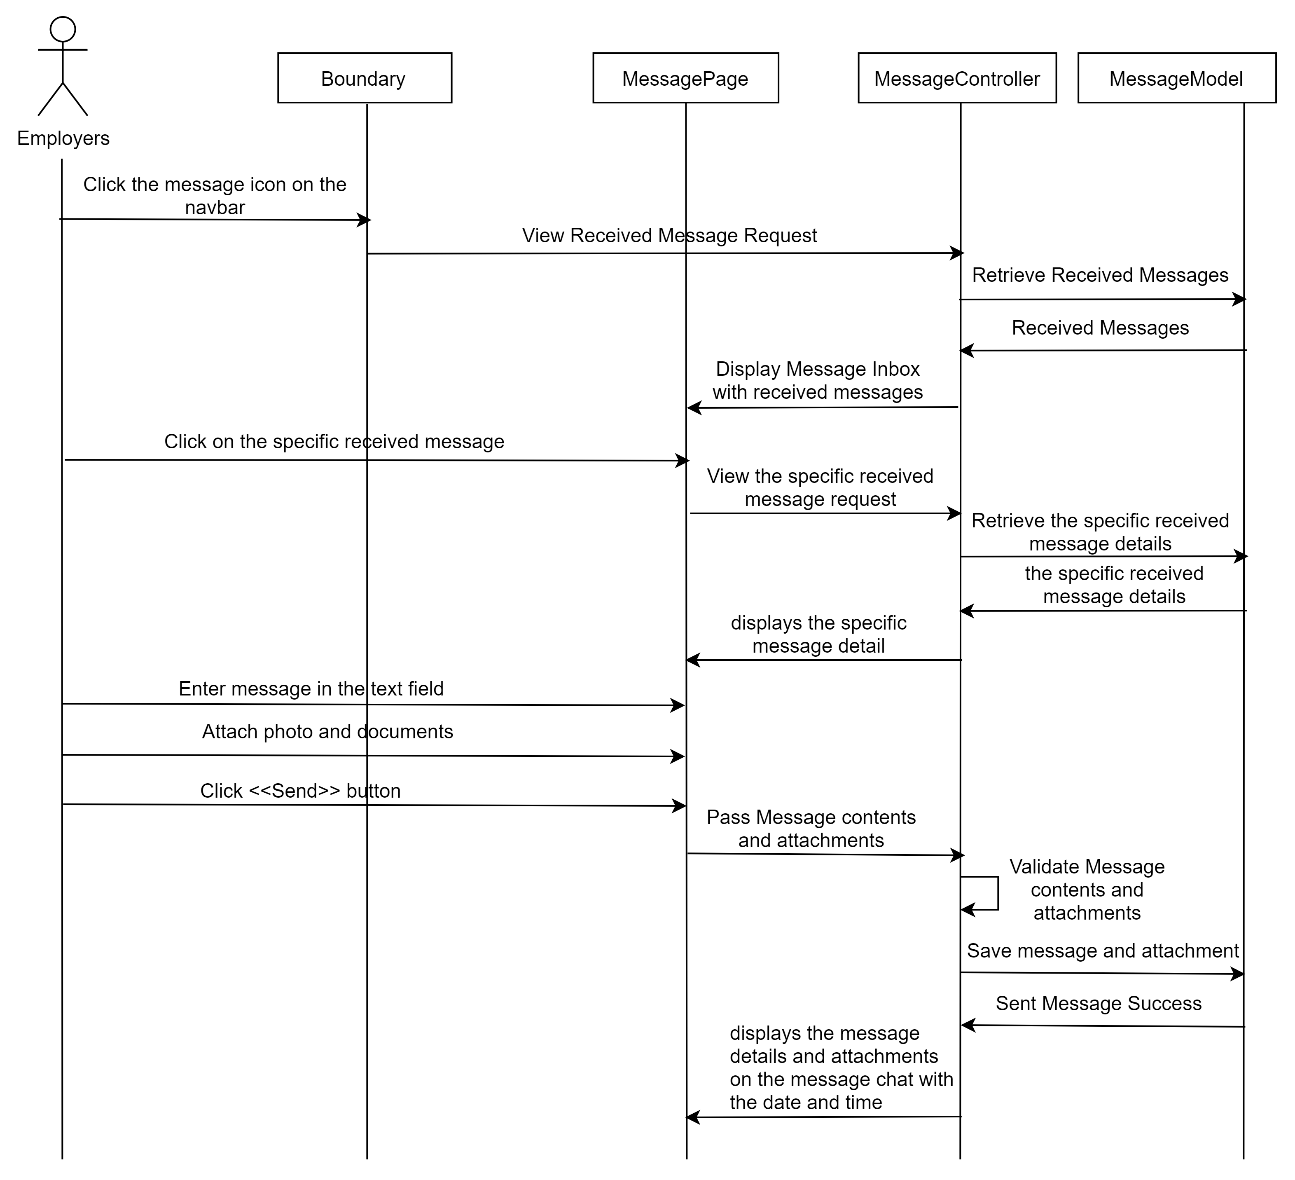 Employers
Boundary
MessagePage
MessageController
MessageModel
Click the message icon on the
navbar
View Received Message Request
Retrieve Received Messages
Received Messages
Display Message Inbox
with received messages
Click on the specific received message
View the specific received
message request
Retrieve the specific received
message details
the specific received
message details
displays the specific
message detail
Enter message in the text field
Attach photo and documents
Click <<Send>> button
Pass Message contents
and attachments
Validate Message
contents and
attachments
Save message and attachment
Sent Message Success
displays the message
details and attachments
on the message chat with
the date and time